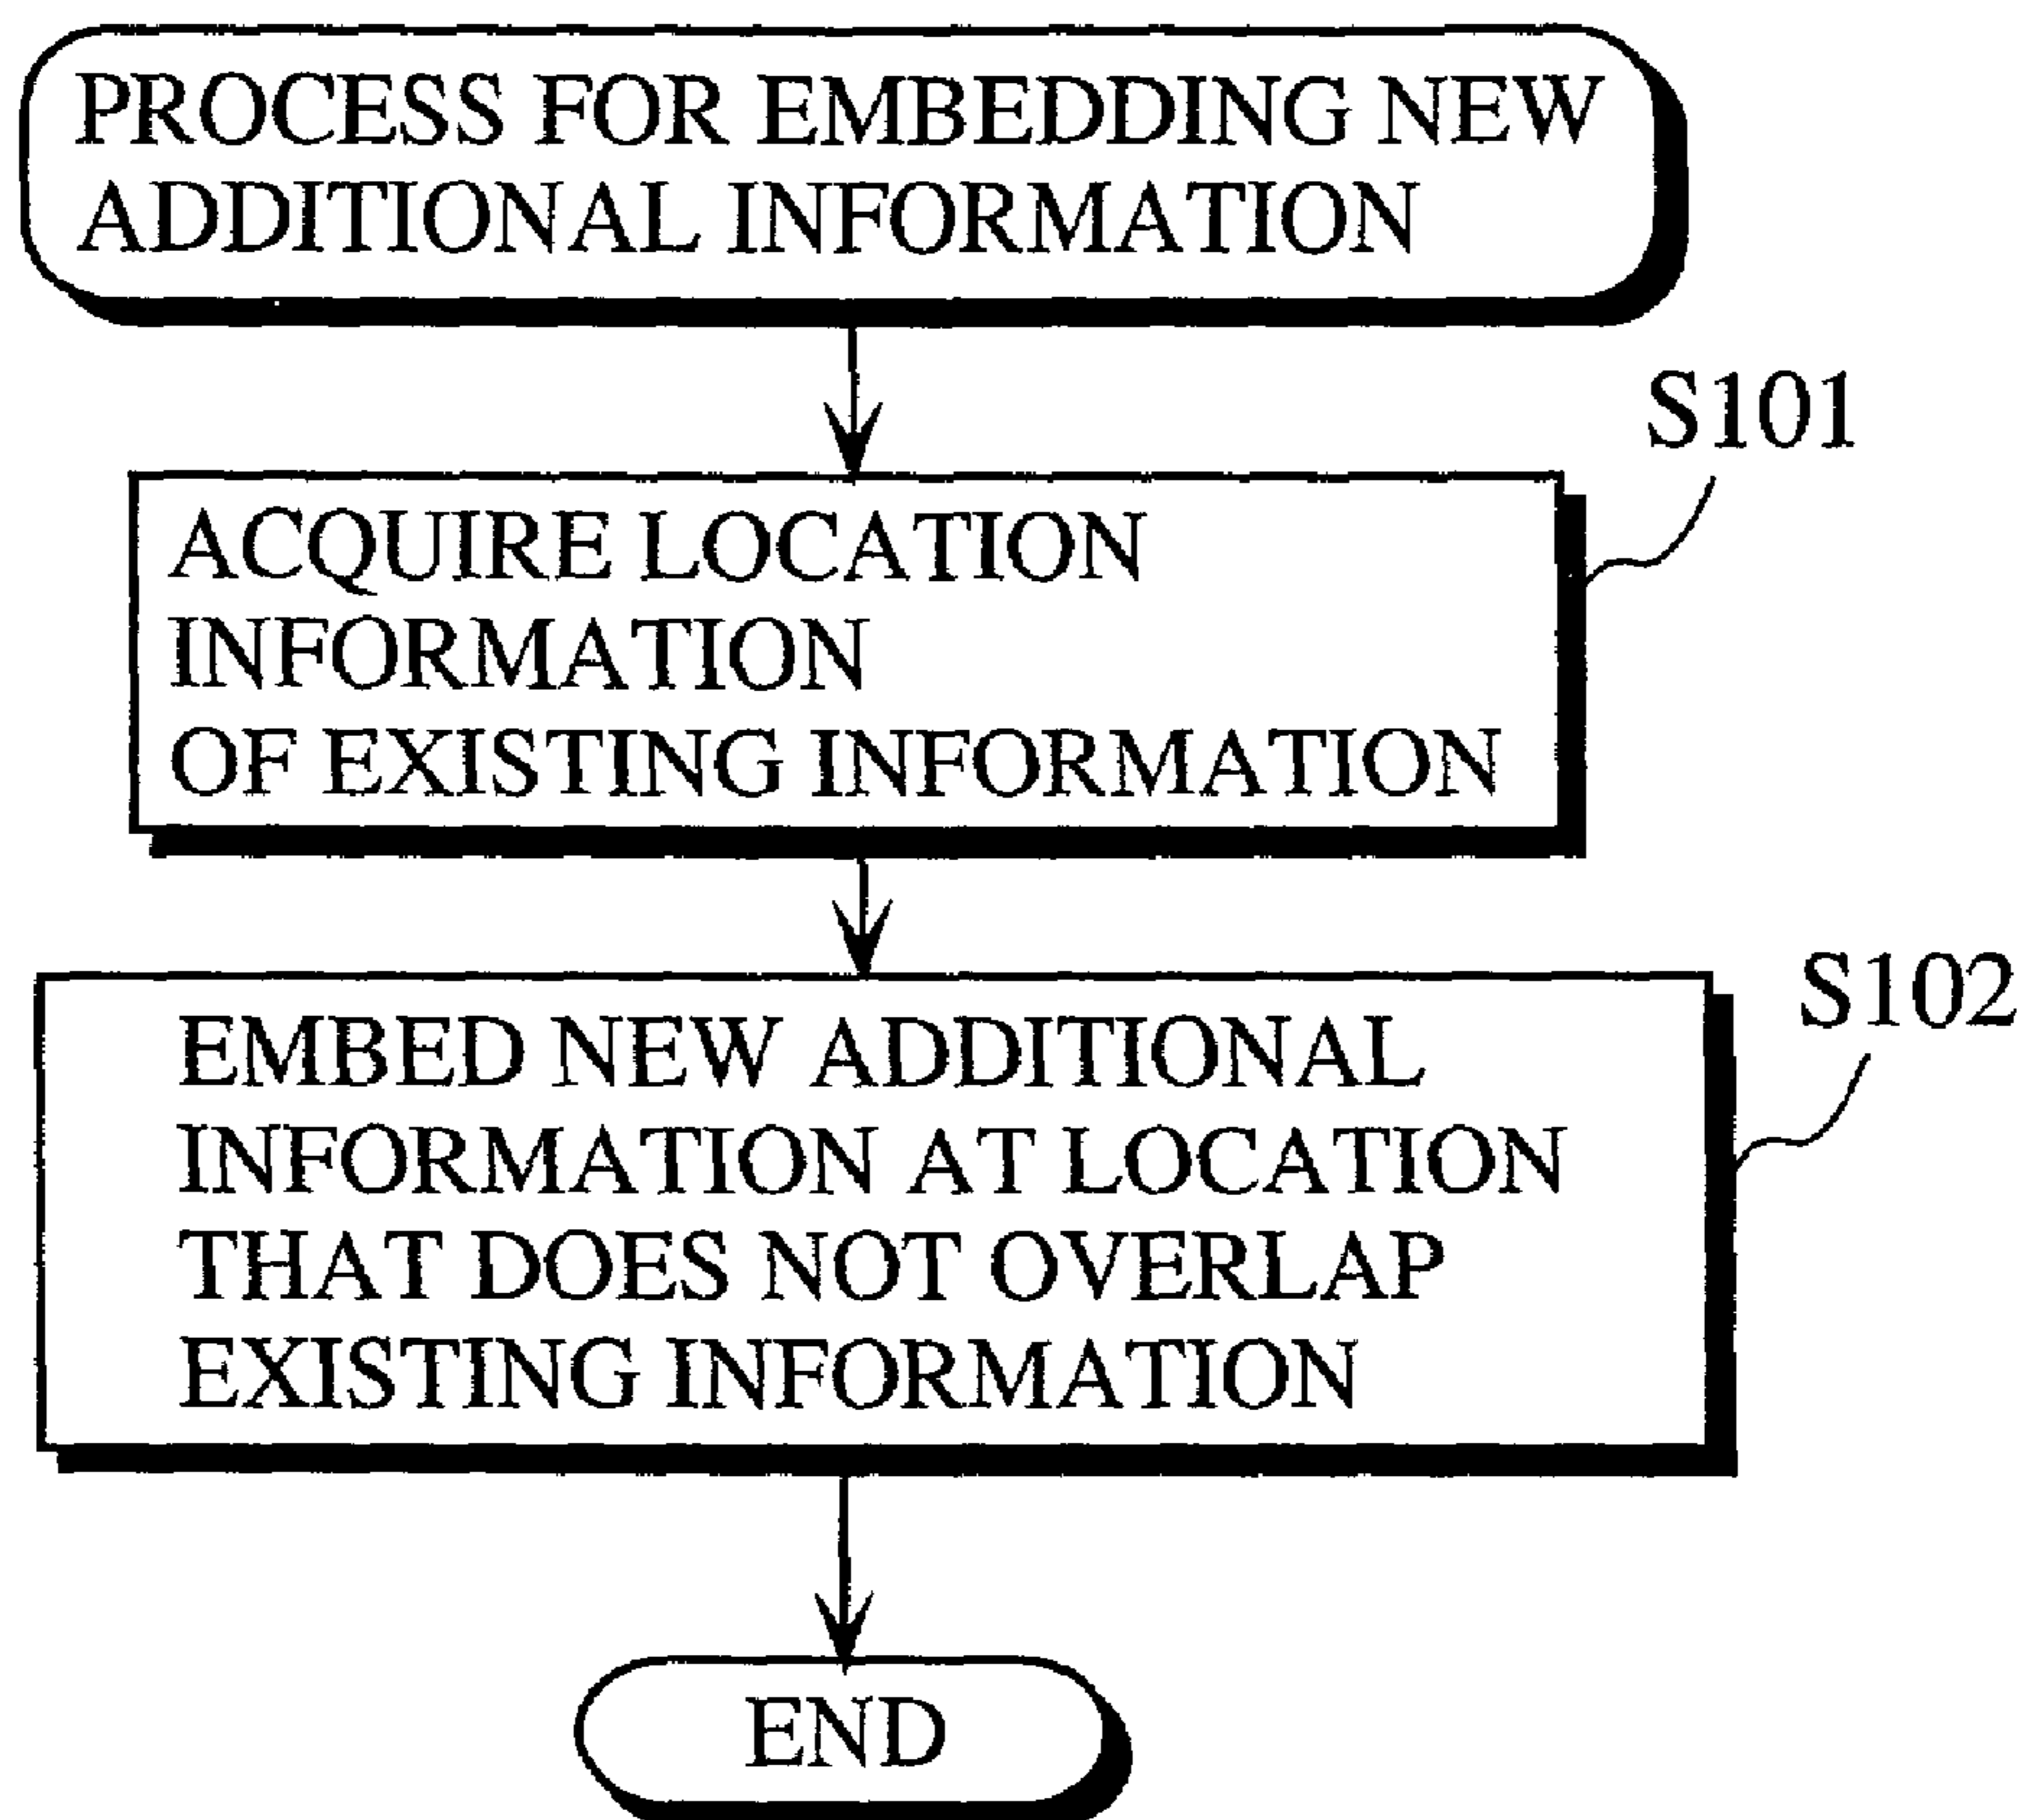 PROCESS FOR EMBEDDING NEW
ADDITIONAL INFORMATION
S101
ACQUIRE LOCATION
INFORMATION
OF EXISTING INFORMATION
S102
EMBED NEW ADDITIONAL
INFORMATION AT LOCATION
THAT DOES NOT OVERLAP
EXISTING INFORMATION
END